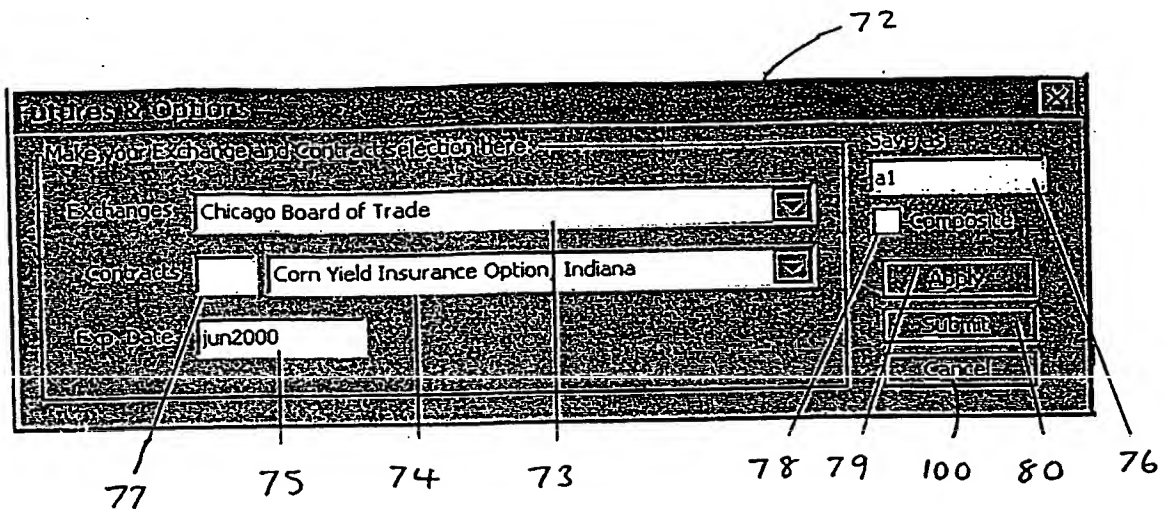 72
Futures & Options
Make your Exchange and Contract selection here:
Save as
a1
Exchanges Chicago Board of Trade
composite
Contracts Corn Yield Insurance Option, Indiana
Apply
Exp. Date jun2000
Submit
Cancel
77 75 74 73 78 79 100 80 76